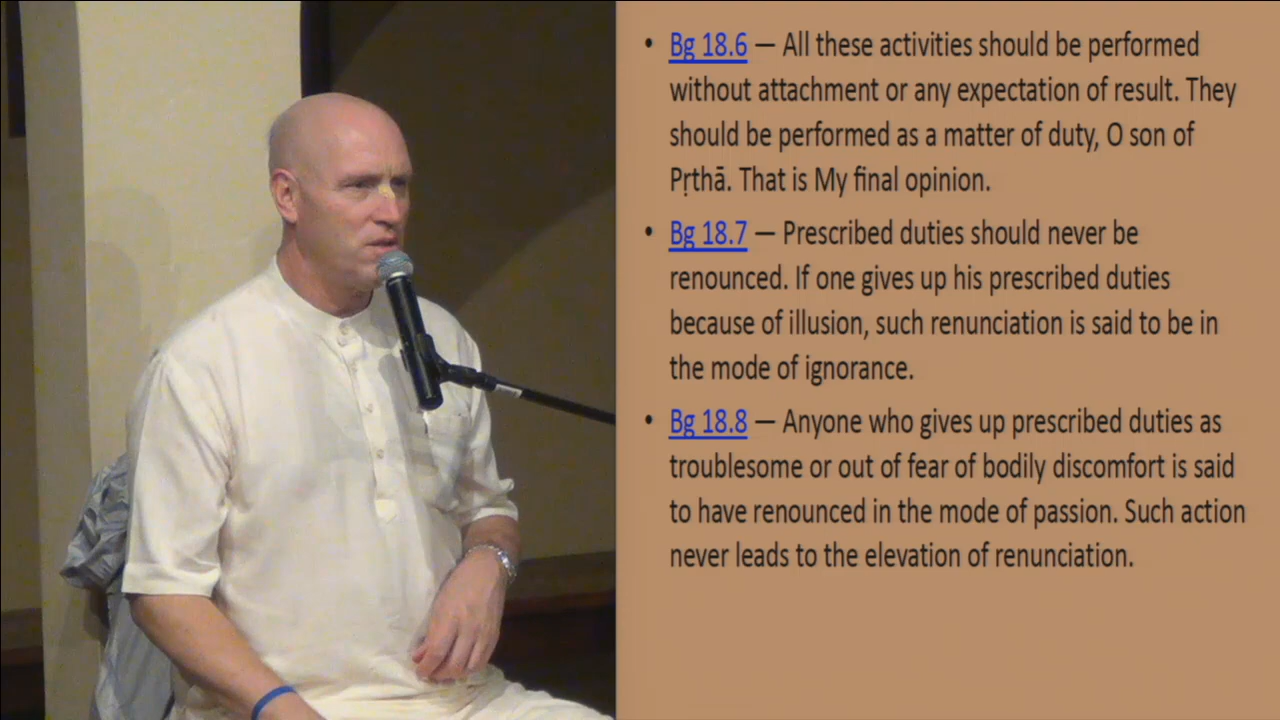 • Bg 18.6 — All these activities should be performed
without attachment or any expectation of result. They
should be performed as a matter of duty, O son of
Pṛthā. That is My final opinion.
• Bg 18.7 — Prescribed duties should never be
renounced. If one gives up his prescribed duties
because of illusion, such renunciation is said to be in
the mode of ignorance.
• Bg 18.8 — Anyone who gives up prescribed duties as
troublesome or out of fear of bodily discomfort is said
to have renounced in the mode of passion. Such action
never leads to the elevation of renunciation.